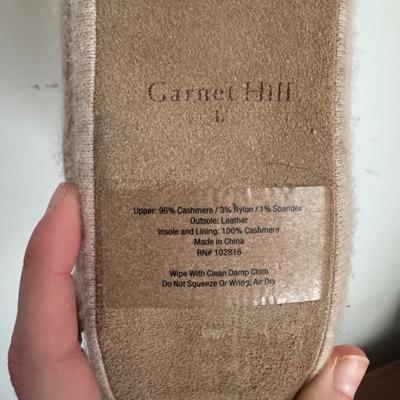 Garnet Hill
L
Upper: 96% Cashmere / 3% Nylon / 1% Spandex
Outsole: Leather
Insole and Lining: 100% Cashmere
Made in China
RN# 102816
Wipe With Clean Damp Cloth
Do Not Squeeze Or Wring; Air Dry